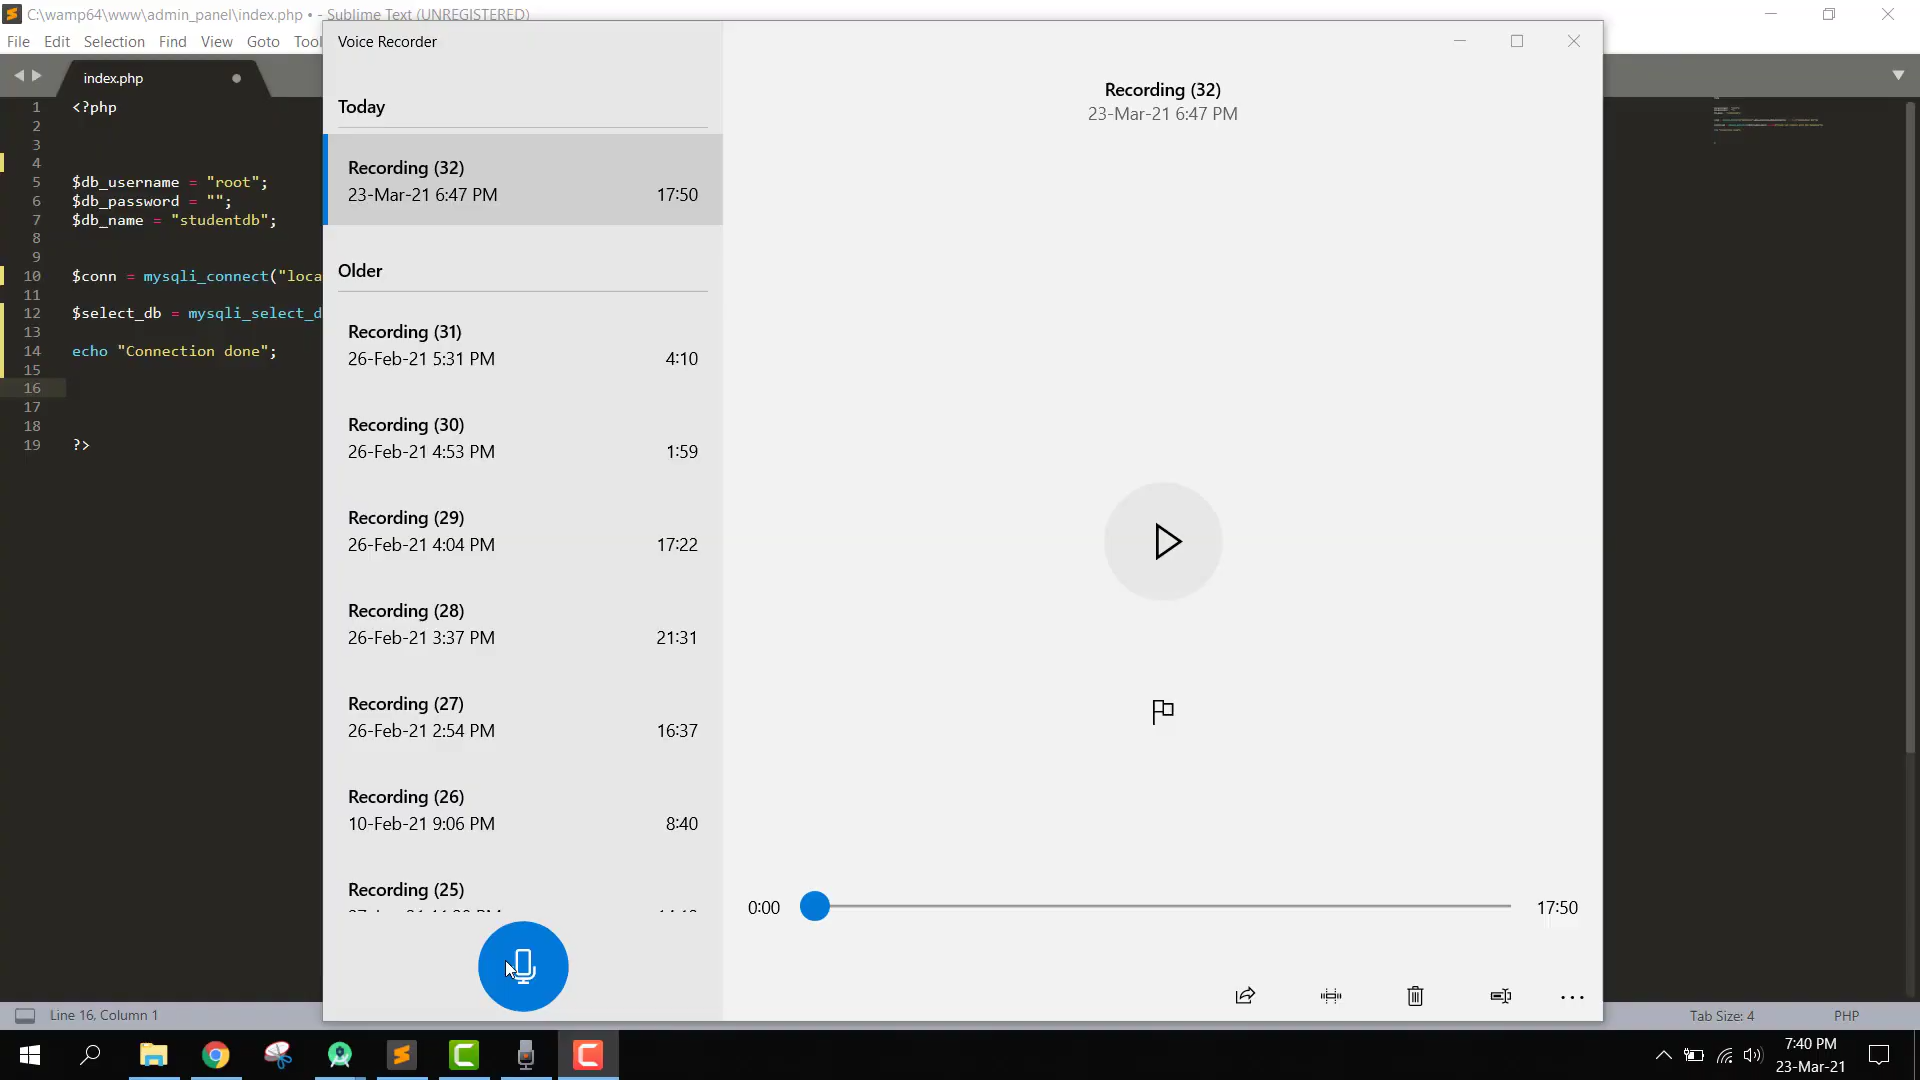 C:\wamp64\www\admin_panel\index.php • - Sublime Text (UNREGISTERED)
File Edit Selection Find View Goto
index.php
1 <?php
2
3
4
5 $db_username = "root";
6 $db_password = "";
7 $db_name = "studentdb";
8
9
10 $conn = mysqli_connect("loca
11
12 $select_db = mysqli_select_d
13
14 echo "Connection done";
15
16
17
18
19 ?>
Voice Recorder
Today
Recording (32)
23-Mar-21 6:47 PM 17:50
Older
Recording (31)
26-Feb-21 5:31 PM 4:10
Recording (30)
26-Feb-21 4:53 PM 1:59
Recording (29)
26-Feb-21 4:04 PM 17:22
Recording (28)
26-Feb-21 3:37 PM 21:31
Recording (27)
26-Feb-21 2:54 PM 16:37
Recording (26)
10-Feb-21 9:06 PM 8:40
Recording (25)
Recording (32)
23-Mar-21 6:47 PM
0:00 17:50
Line 16, Column 1
Tab Size: 4 PHP
7:40 PM
23-Mar-21